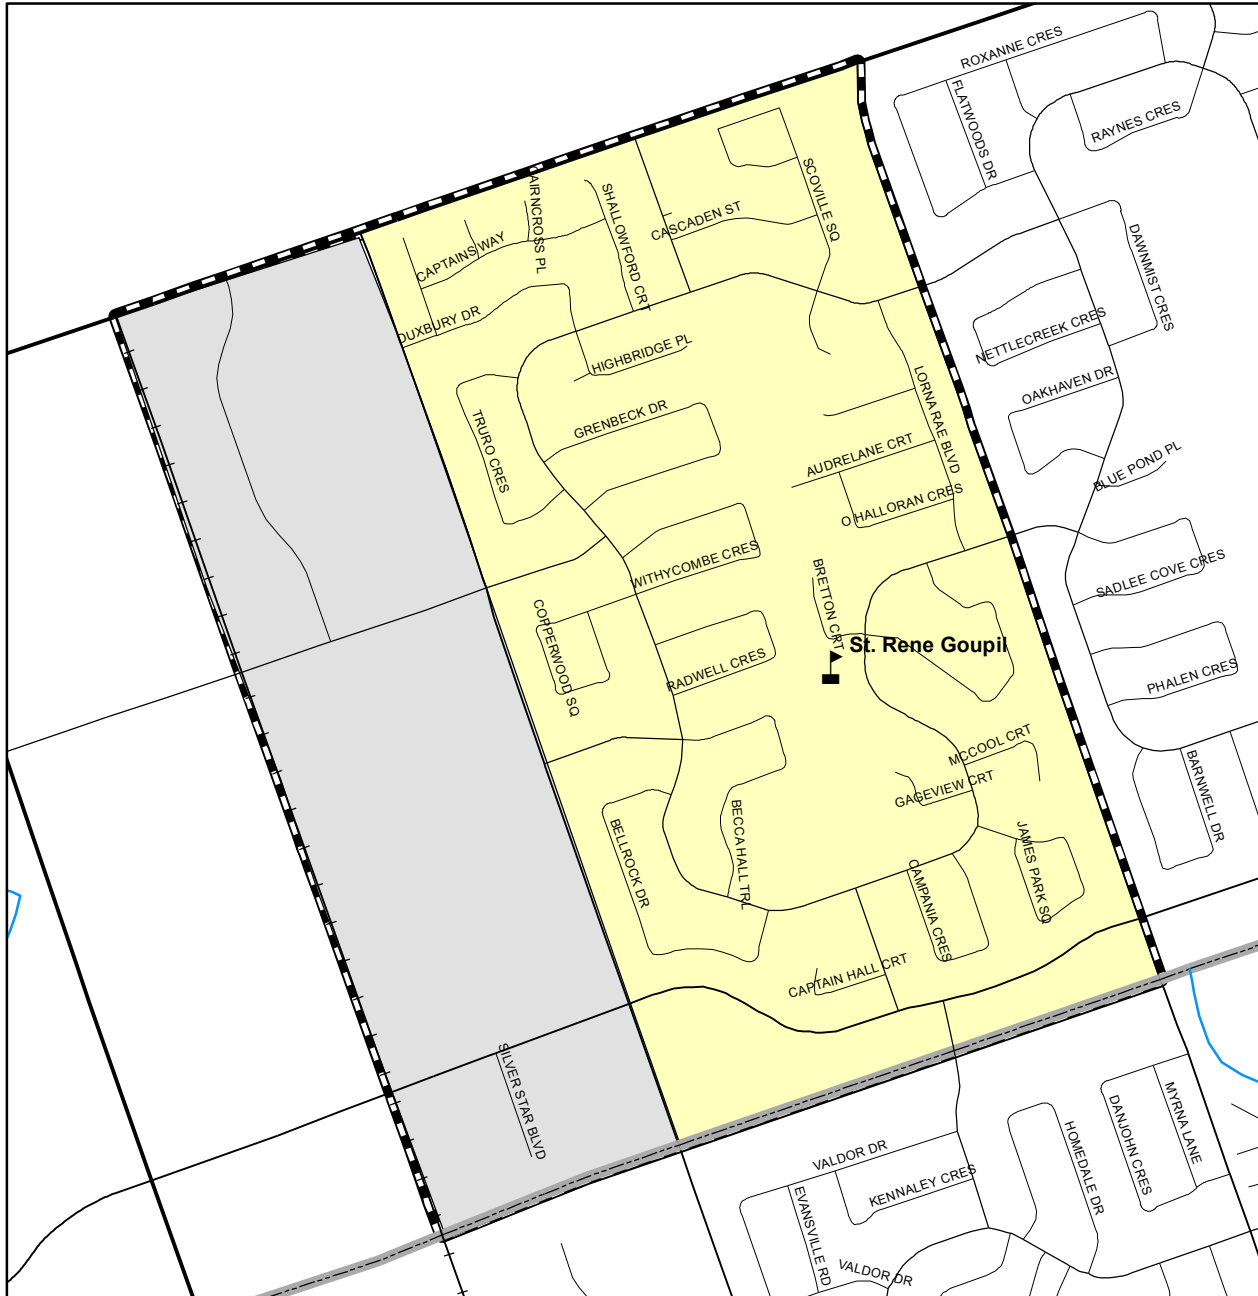 ROXANNE CRES
FLATWOODS DR
RAYNES CRES
SCOVILLE SQ
AIRNCROSS PL
SHALLOWFORD CRT
CASCADEN ST
CAPTAINS WAY
DAWNMIST CRES
DUXBURY DR
NETTLECREEK CRES
HIGHBRIDGE PL
OAKHAVEN DR
LORNA RAE BLVD
TRURO CRES
GRENBECK DR
AUDRELANE CRT
BLUE POND PL
O HALLORAN CRES
WITHYCOMBE CRES
BRETTON CRT
SADLEE COVE CRES
COPPERWOOD SQ
St. Rene Goupil
RADWELL CRES
PHALEN CRES
MCCOOL CRT
BARNWELL DR
GAGEVIEW CRT
BECCA HALL TRL
BELLROCK DR
JAMES PARK SQ
CAMPANIA CRES
CAPTAIN HALL CRT
SILVER STAR BLVD
MYRNA LANE
DANJOHN CRES
HOMEDALE DR
VALDOR DR
KENNALEY CRES
EVANSVILLE RD
VALDOR DR